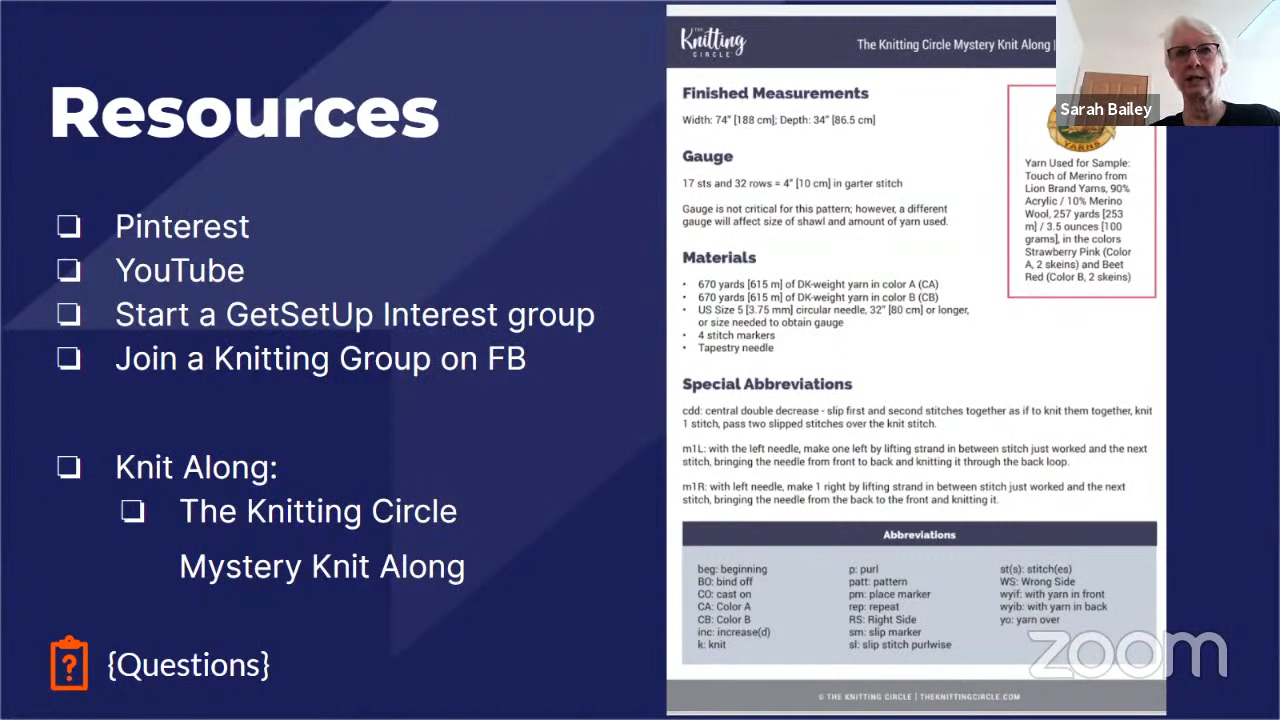 Resources
❏ Pinterest
❏ YouTube
❏ Start a GetSetUp Interest group
❏ Join a Knitting Group on FB
❏ Knit Along:
❏ The Knitting Circle
Mystery Knit Along
{Questions}
THE
Knitting
CIRCLE
The Knitting Circle Mystery Knit Along |
Sarah Bailey
Finished Measurements
Width: 74" [188 cm]; Depth: 34" [86.5 cm]
Gauge
17 sts and 32 rows = 4" [10 cm] in garter stitch
Gauge is not critical for this pattern; however, a different
gauge will affect size of shawl and amount of yarn used.
Materials
• 670 yards [615 m] of DK-weight yarn in color A (CA)
• 670 yards [615 m] of DK-weight yarn in color B (CB)
• US Size 5 [3.75 mm] circular needle, 32" [80 cm] or longer,
or size needed to obtain gauge
• 4 stitch markers
• Tapestry needle
YARNS
Yarn Used for Sample:
Touch of Merino from
Lion Brand Yarns, 90%
Acrylic / 10% Merino
Wool, 257 yards [253
m] / 3.5 ounces [100
grams], in the colors
Strawberry Pink (Color
A, 2 skeins) and Beet
Red (Color B, 2 skeins)
Special Abbreviations
cdd: central double decrease - slip first and second stitches together as if to knit them together, knit
1 stitch, pass two slipped stitches over the knit stitch.
m1L: with the left needle, make one left by lifting strand in between stitch just worked and the next
stitch, bringing the needle from front to back and knitting it through the back loop.
m1R: with left needle, make 1 right by lifting strand in between stitch just worked and the next
stitch, bringing the needle from the back to the front and knitting it.
Abbreviations
beg: beginning
BO: bind off
CO: cast on
CA: Color A
CB: Color B
inc: increase(d)
k: knit
p: purl
patt: pattern
pm: place marker
rep: repeat
RS: Right Side
sm: slip marker
sl: slip stitch purlwise
st(s): stitch(es)
WS: Wrong Side
wyif: with yarn in front
wyib: with yarn in back
yo: yarn over
zoom
© THE KNITTING CIRCLE | THEKNITTINGCIRCLE.COM